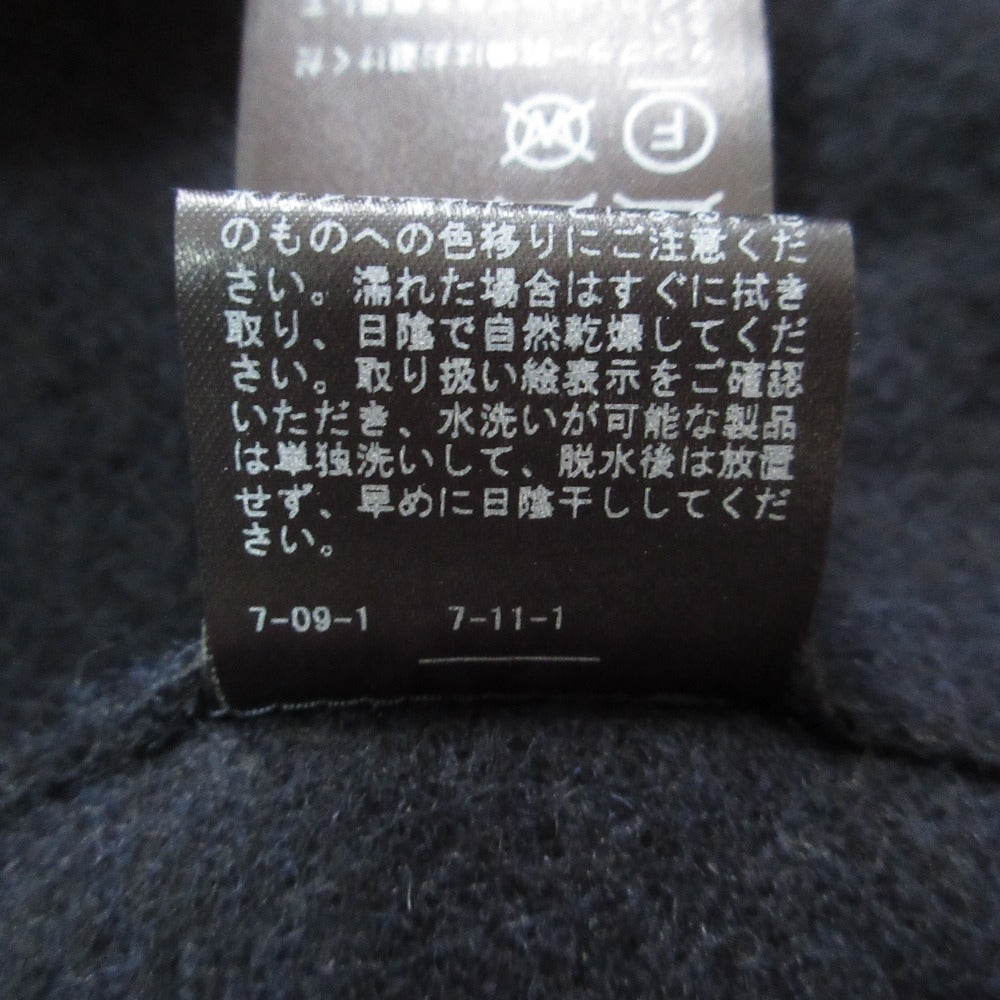 のものへの色移りにご注意くだ
さい。濡れた場合はすぐに拭き
取り、日陰で自然乾燥してくだ
さい。取り扱い絵表示をご確認
いただき、水洗いが可能な製品
は単独洗いして、脱水後は放置
せず、早めに日陰干ししてくだ
さい。
7-09-1 7-11-1
F
W